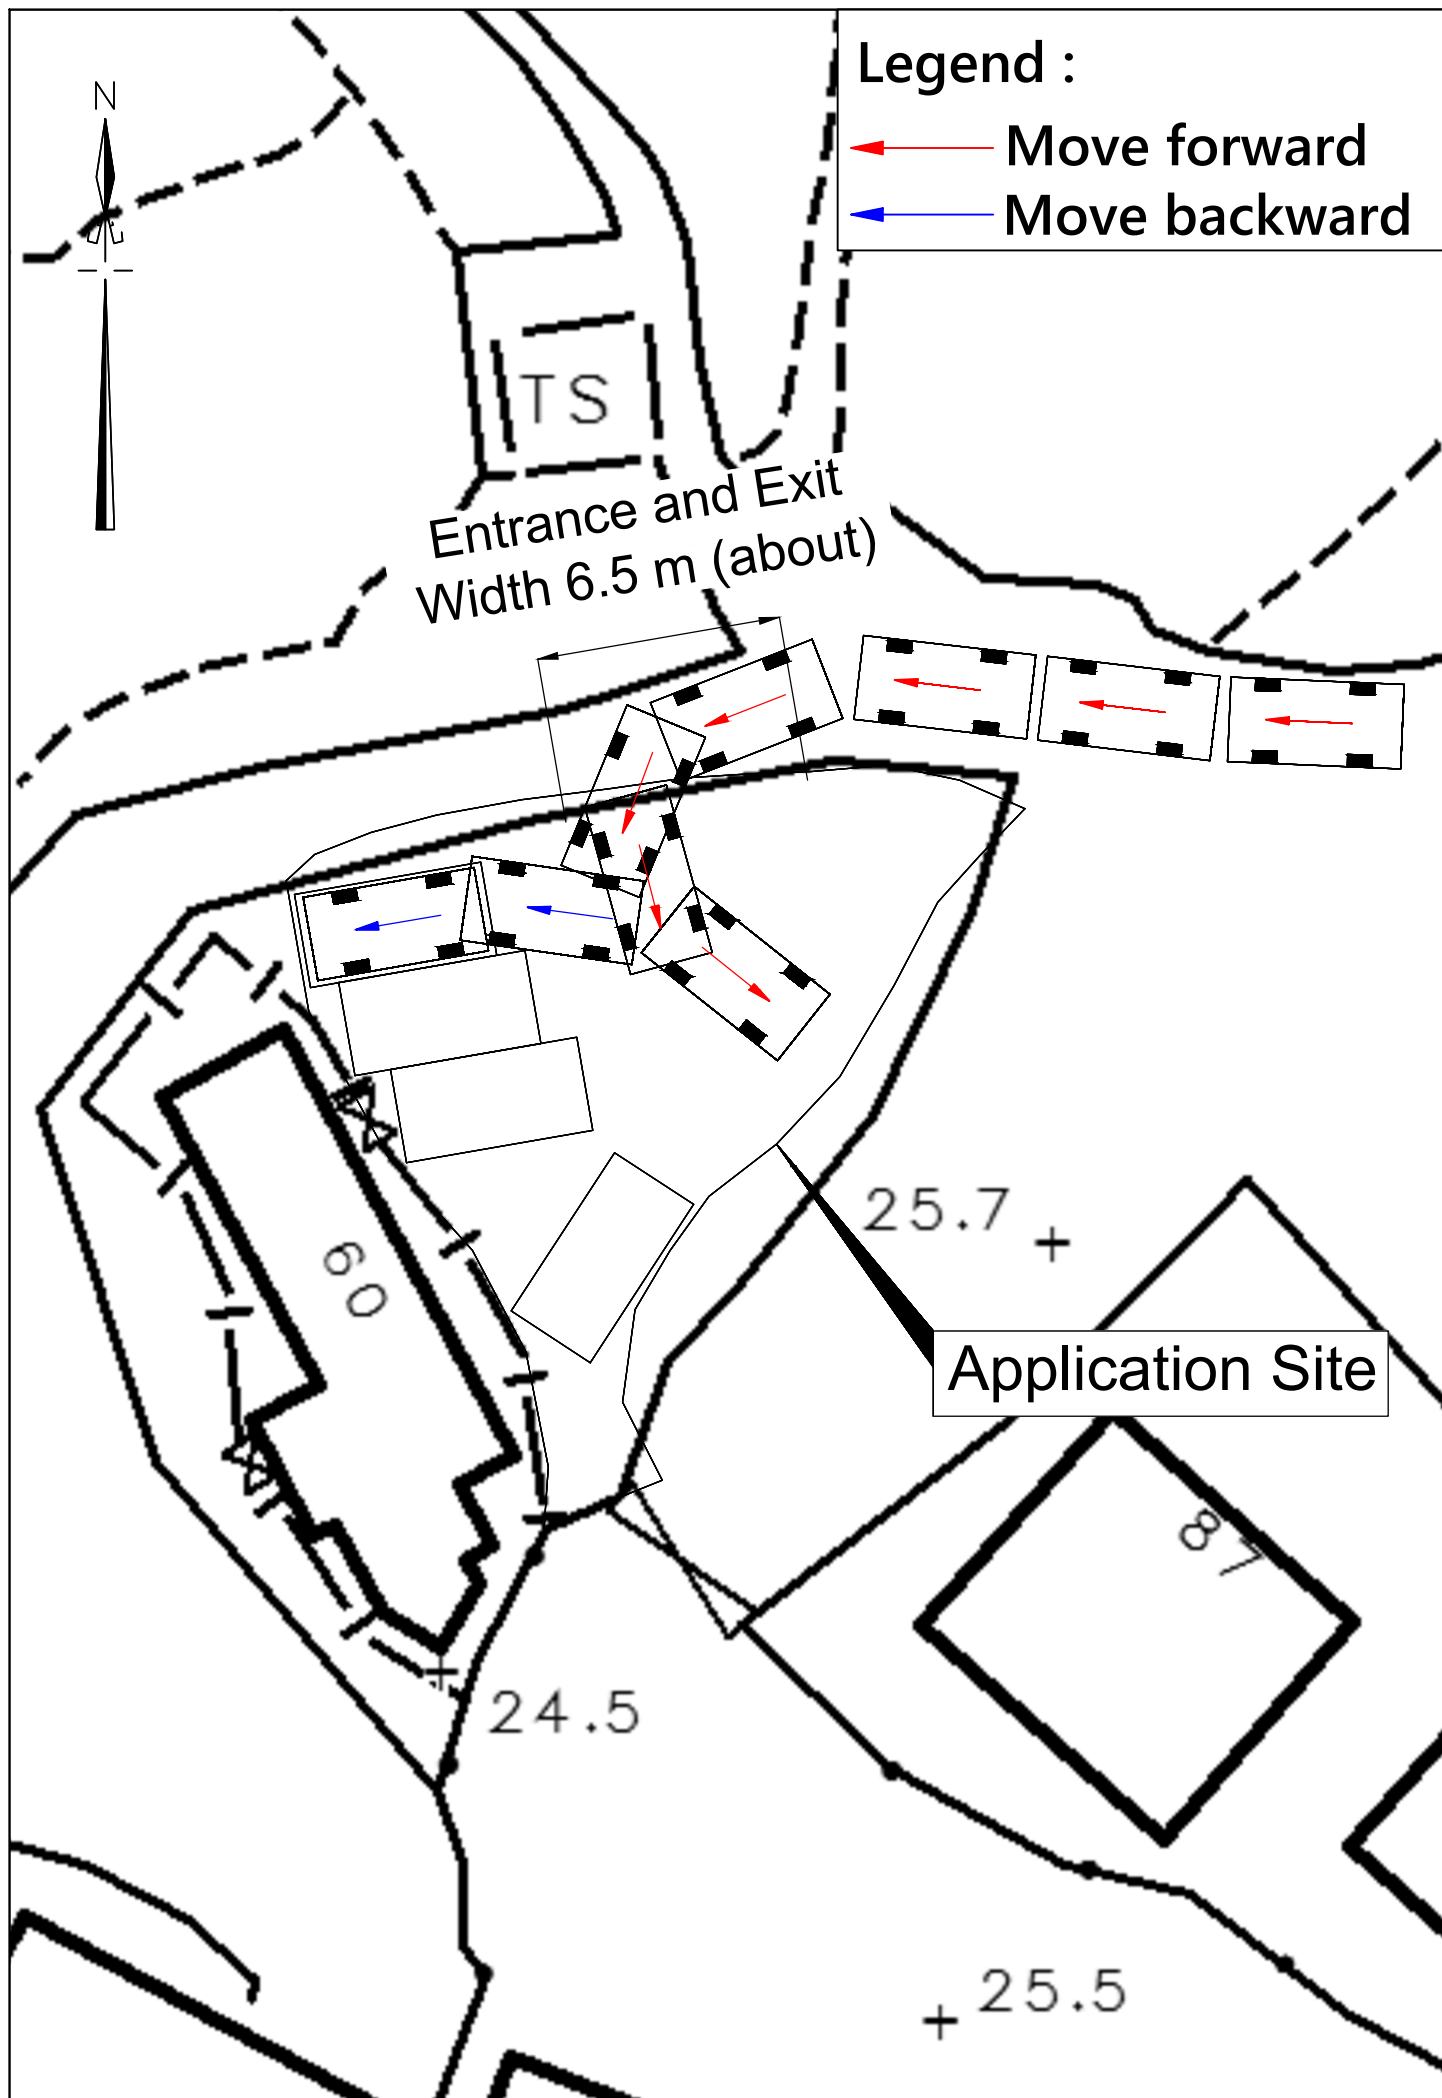 N
Legend :
Move forward
Move backward
TS
Entrance and Exit
Width 6.5 m (about)
25.7
60
Application Site
87
24.5
25.5